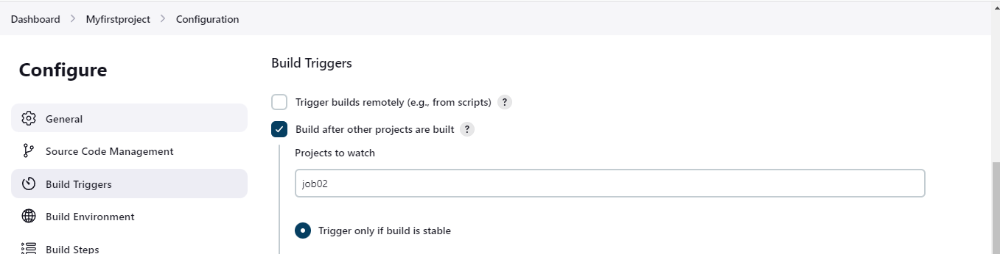 Dashboard > Myfirstproject > Configuration
Configure
General
Source Code Management
Build Triggers
Build Environment
Build Steps
Build Triggers
Trigger builds remotely (e.g., from scripts) ?
Build after other projects are built ?
Projects to watch
job02
Trigger only if build is stable